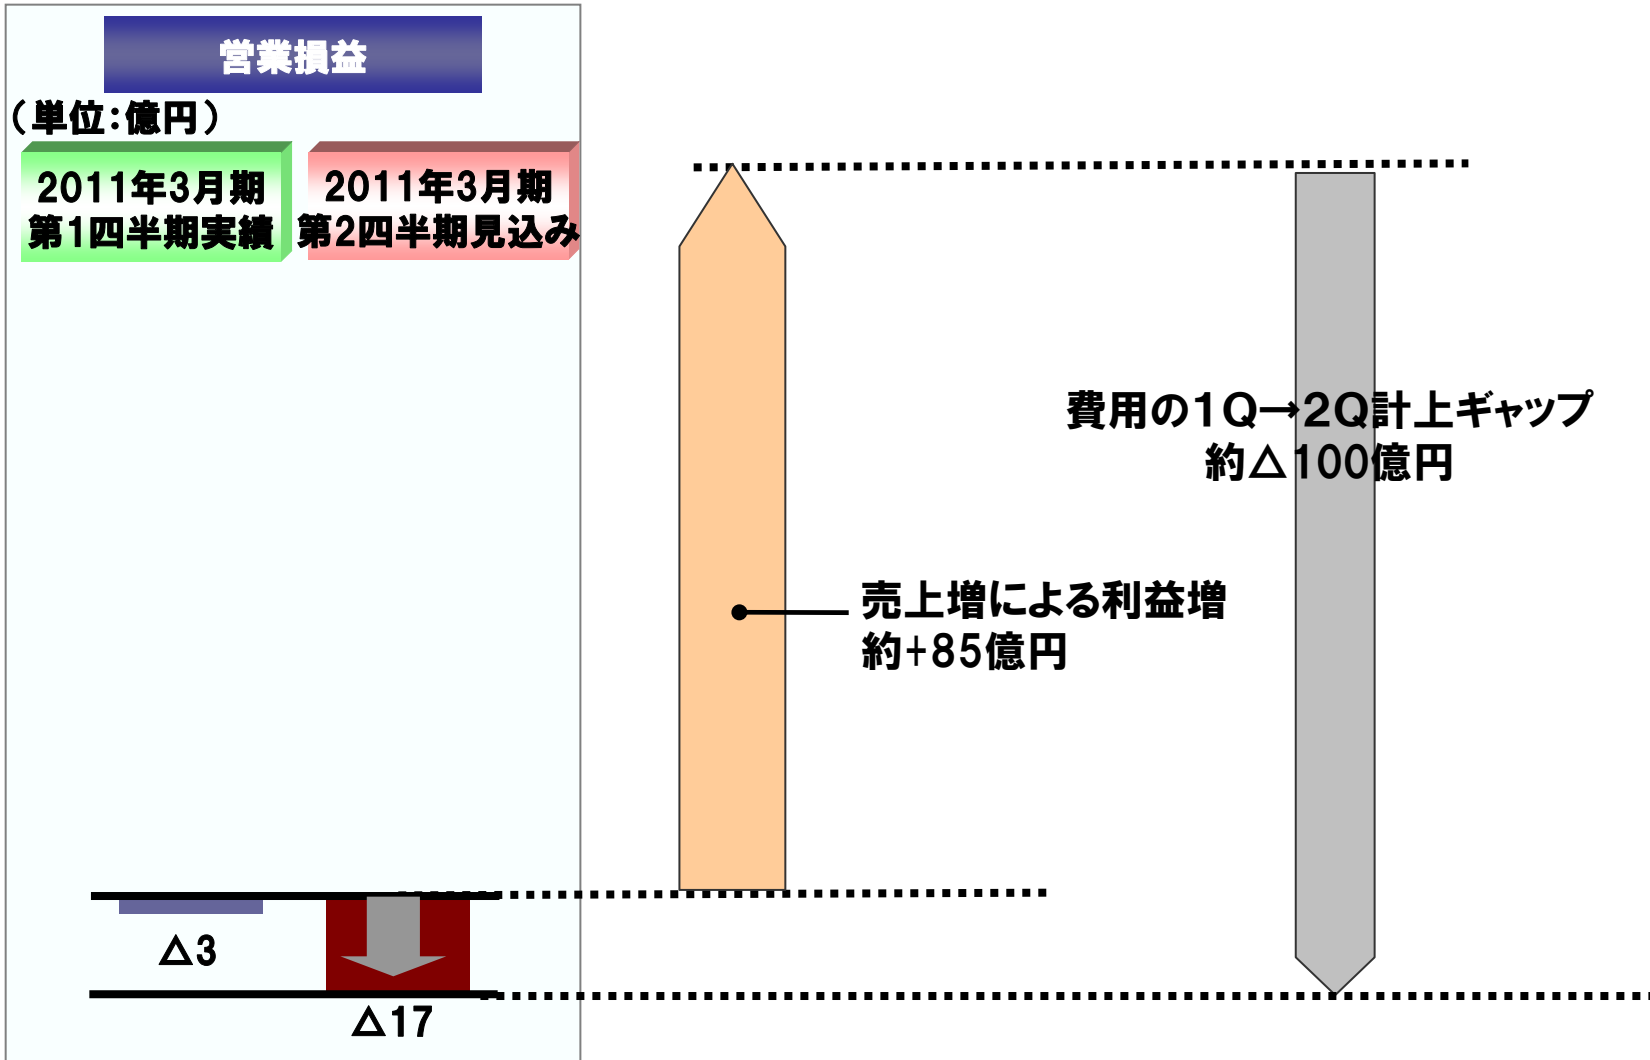 営業損益
（単位：億円）
2011年3月期
第1四半期実績
2011年3月期
第2四半期見込み
費用の1Q→2Q計上ギャップ
約△100億円
売上増による利益増
約+85億円
△3
△17